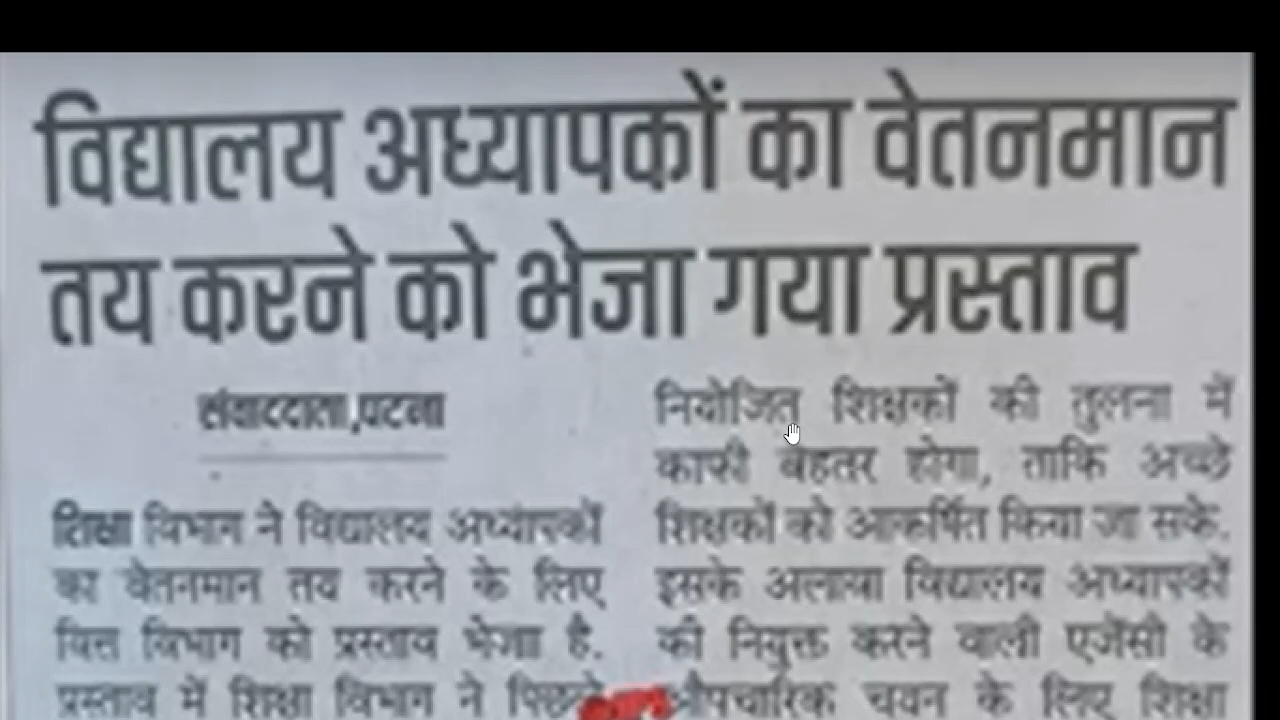 विद्यालय अध्यापकों का वेतनमान
तय करने को भेजा गया प्रस्ताव
संवाददाता,पटना
शिक्षा विभाग ने विद्यालय अध्यापकों
का वेतनमान तय करने के लिए
वित्त विभाग को प्रस्ताव भेजा है.
प्रस्ताव में शिक्षा विभाग ने पिछले
नियोजित शिक्षकों की तुलना में
काफी बेहतर होगा, ताकि अच्छे
शिक्षकों को आकर्षित किया जा सके.
इसके अलावा विद्यालय अध्यापकों
की नियुक्त करने वाली एजेंसी के
औपचारिक चयन के लिए शिक्षा